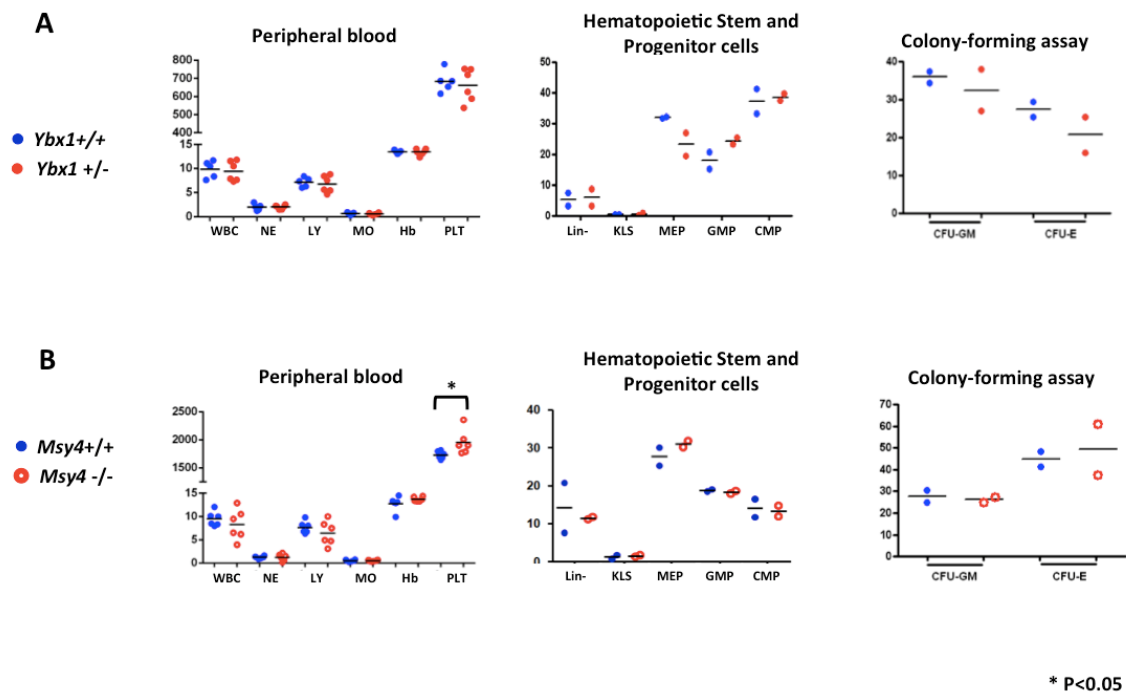 A
Peripheral blood
Hematopoietic Stem and
Progenitor cells
Colony-forming assay
Ybx1+/+
Ybx1 +/-
800
700
600
500
400
15
10
5
0
WBC NE LY MO Hb PLT
50
40
30
20
10
0
Lin- KLS MEP GMP CMP
40
30
20
10
0
CFU-GM CFU-E
B
Peripheral blood
Hematopoietic Stem and
Progenitor cells
Colony-forming assay
Msy4+/+
Msy4 -/-
*
2500
2000
1500
15
10
5
0
WBC NE LY MO Hb PLT
40
30
20
10
0
Lin- KLS MEP GMP CMP
70
60
50
40
30
20
10
0
CFU-GM CFU-E
* P<0.05